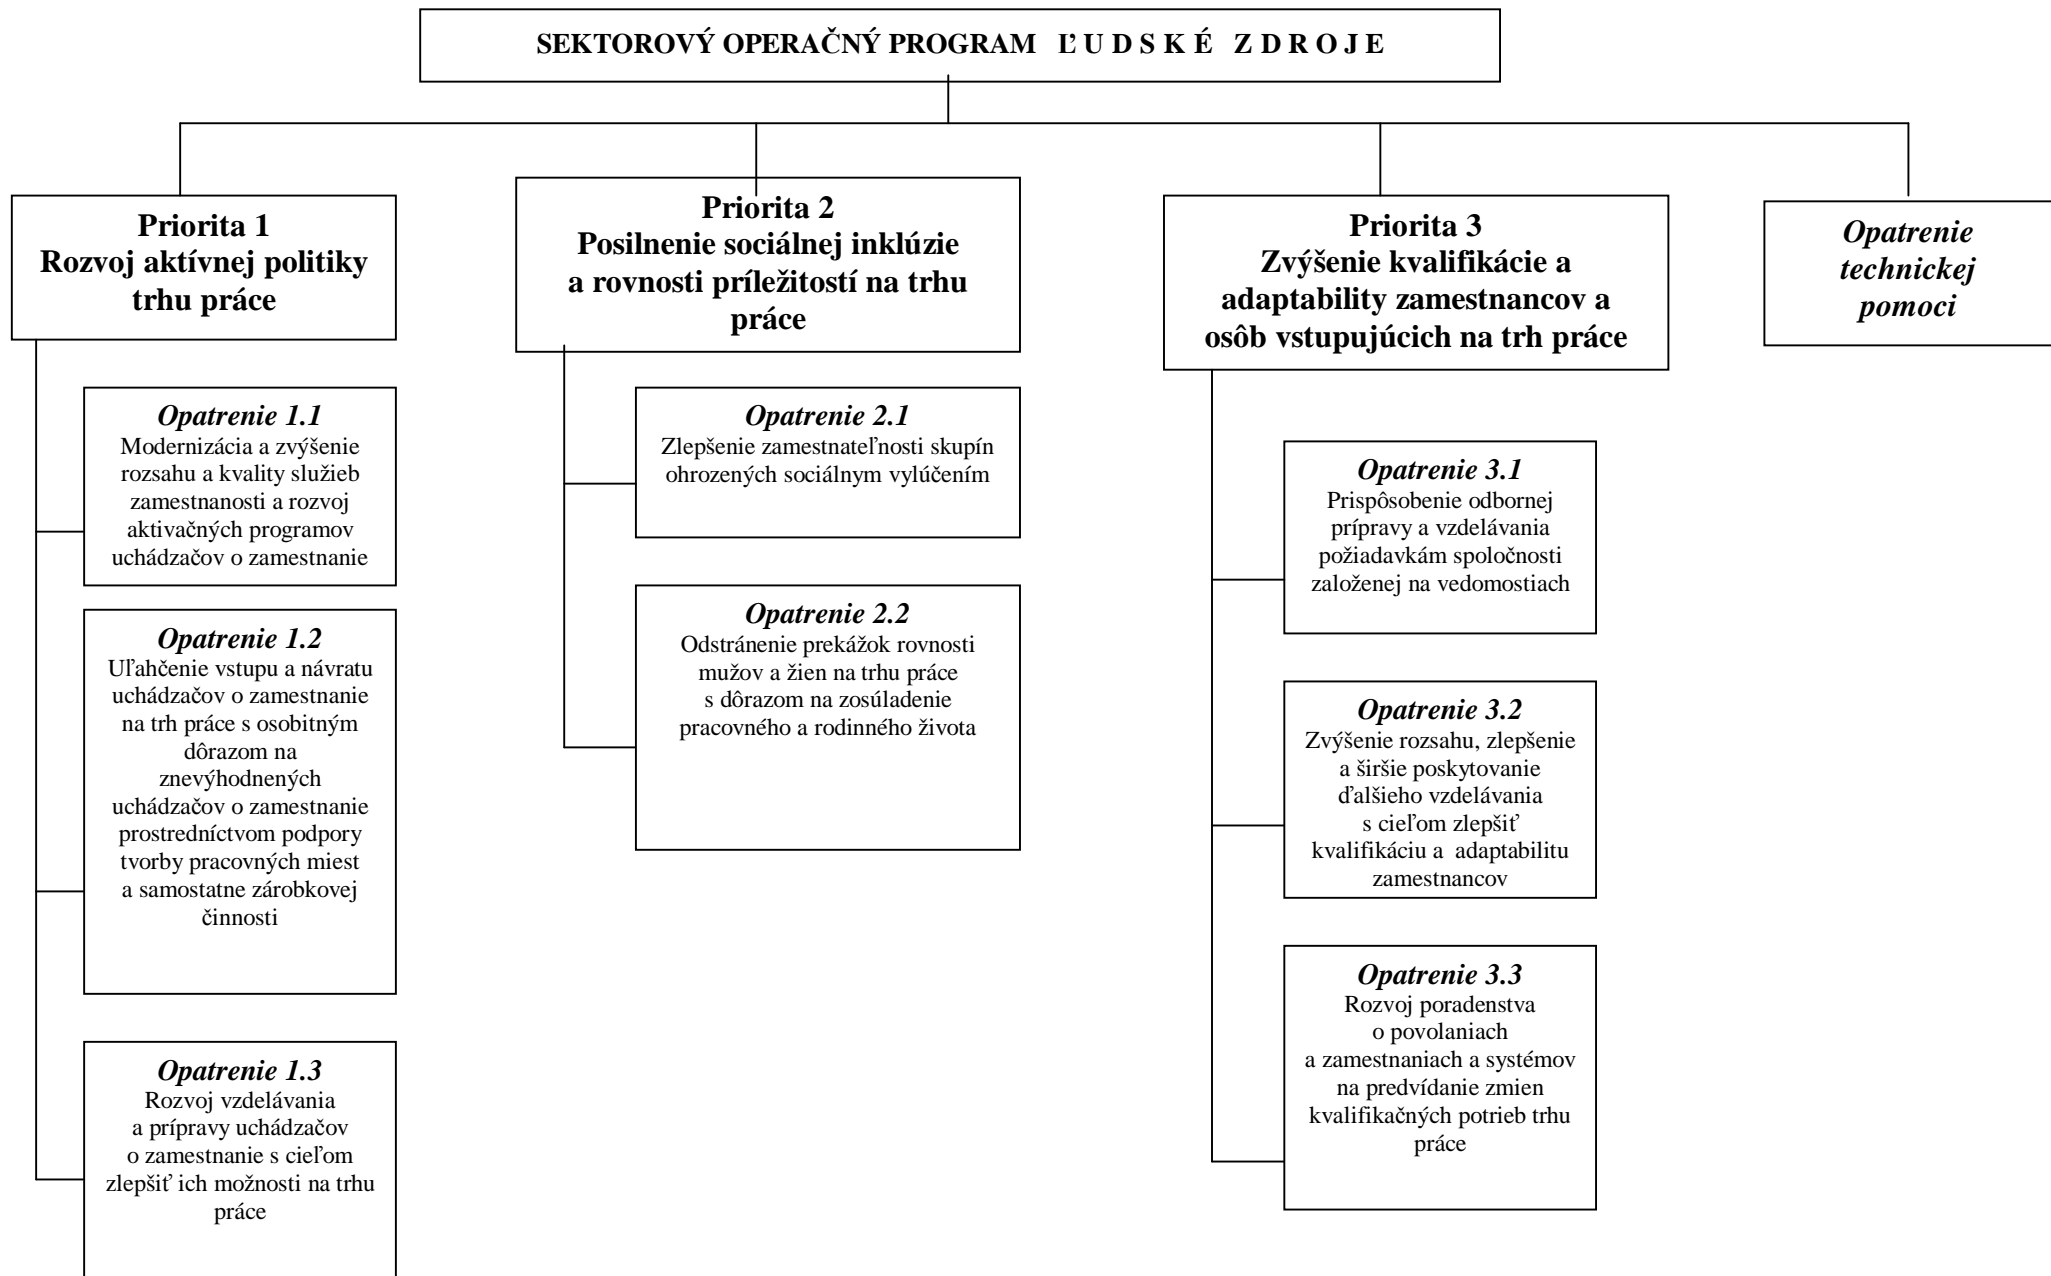 SEKTOROVÝ OPERAČNÝ PROGRAM Ľ U D S K É Z D R O J E
Priorita 1
Rozvoj aktívnej politiky
trhu práce
Opatrenie 1.1
Modernizácia a zvýšenie
rozsahu a kvality služieb
zamestnanosti a rozvoj
aktivačných programov
uchádzačov o zamestnanie
Opatrenie 1.2
Uľahčenie vstupu a návratu
uchádzačov o zamestnanie
na trh práce s osobitným
dôrazom na
znevýhodnených
uchádzačov o zamestnanie
prostredníctvom podpory
tvorby pracovných miest
a samostatne zárobkovej
činnosti
Opatrenie 1.3
Rozvoj vzdelávania
a prípravy uchádzačov
o zamestnanie s cieľom
zlepšiť ich možnosti na trhu
práce
Priorita 2
Posilnenie sociálnej inklúzie
a rovnosti príležitostí na trhu
práce
Opatrenie 2.1
Zlepšenie zamestnateľnosti skupín
ohrozených sociálnym vylúčením
Opatrenie 2.2
Odstránenie prekážok rovnosti
mužov a žien na trhu práce
s dôrazom na zosúladenie
pracovného a rodinného života
Priorita 3
Zvýšenie kvalifikácie a
adaptability zamestnancov a
osôb vstupujúcich na trh práce
Opatrenie 3.1
Prispôsobenie odbornej
prípravy a vzdelávania
požiadavkám spoločnosti
založenej na vedomostiach
Opatrenie 3.2
Zvýšenie rozsahu, zlepšenie
a širšie poskytovanie
ďalšieho vzdelávania
s cieľom zlepšiť
kvalifikáciu a adaptabilitu
zamestnancov
Opatrenie 3.3
Rozvoj poradenstva
o povolaniach
a zamestnaniach a systémov
na predvídanie zmien
kvalifikačných potrieb trhu
práce
Opatrenie
technickej
pomoci